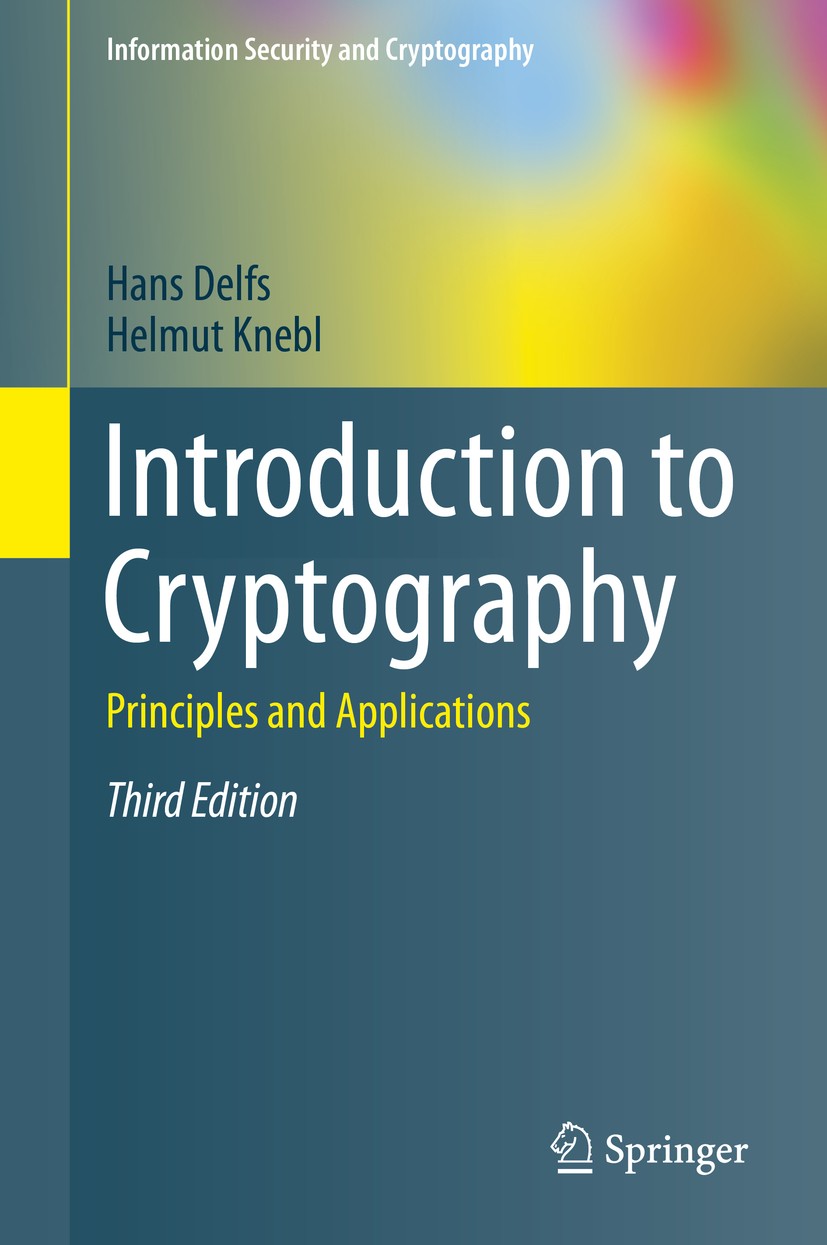 Information Security and Cryptography
Hans Delfs
Helmut Knebl
Introduction to
Cryptography
Principles and Applications
Third Edition
Springer